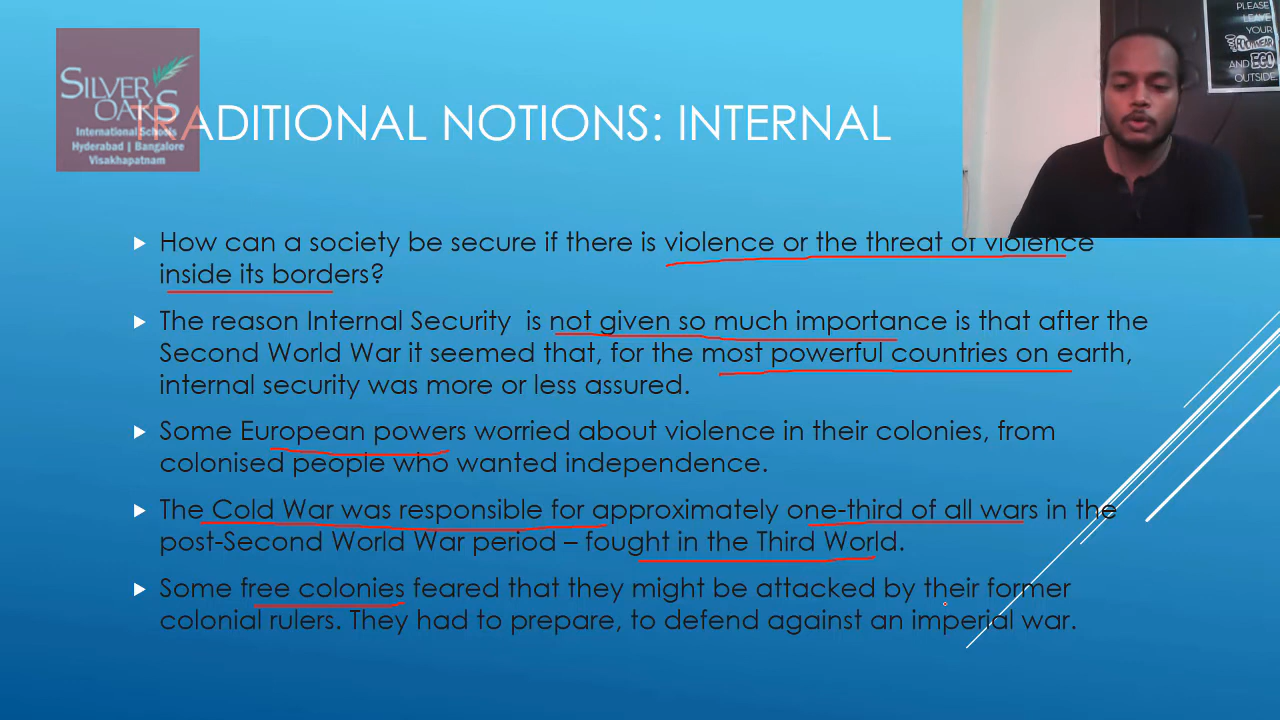 SILVER
OAKS
International Schools
Hyderabad | Bangalore
Visakhapatnam
TRADITIONAL NOTIONS: INTERNAL
PLEASE
LEAVE
YOUR
FOOTWEAR
AND EGO
OUTSIDE
How can a society be secure if there is violence or the threat of violence
inside its borders?
The reason Internal Security is not given so much importance is that after the
Second World War it seemed that, for the most powerful countries on earth,
internal security was more or less assured.
Some European powers worried about violence in their colonies, from
colonised people who wanted independence.
The Cold War was responsible for approximately one-third of all wars in the
post-Second World War period – fought in the Third World.
Some free colonies feared that they might be attacked by their former
colonial rulers. They had to prepare, to defend against an imperial war.